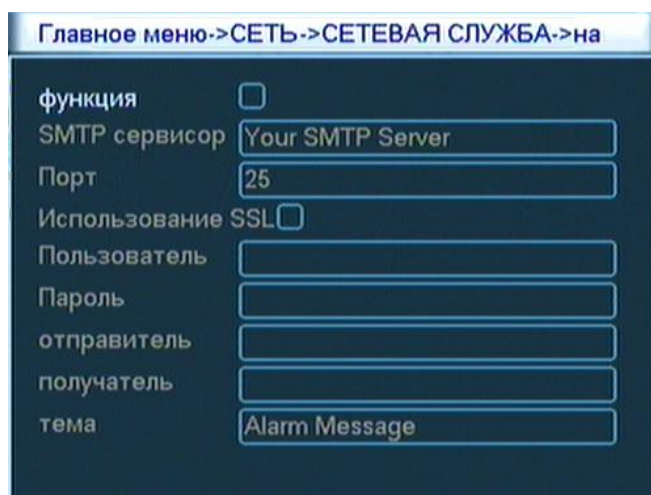 Главное меню->СЕТЬ->СЕТЕВАЯ СЛУЖБА->на
функция
SMTP сервисор Your SMTP Server
Порт 25
Использование SSL
Пользователь
Пароль
отправитель
получатель
тема Alarm Message